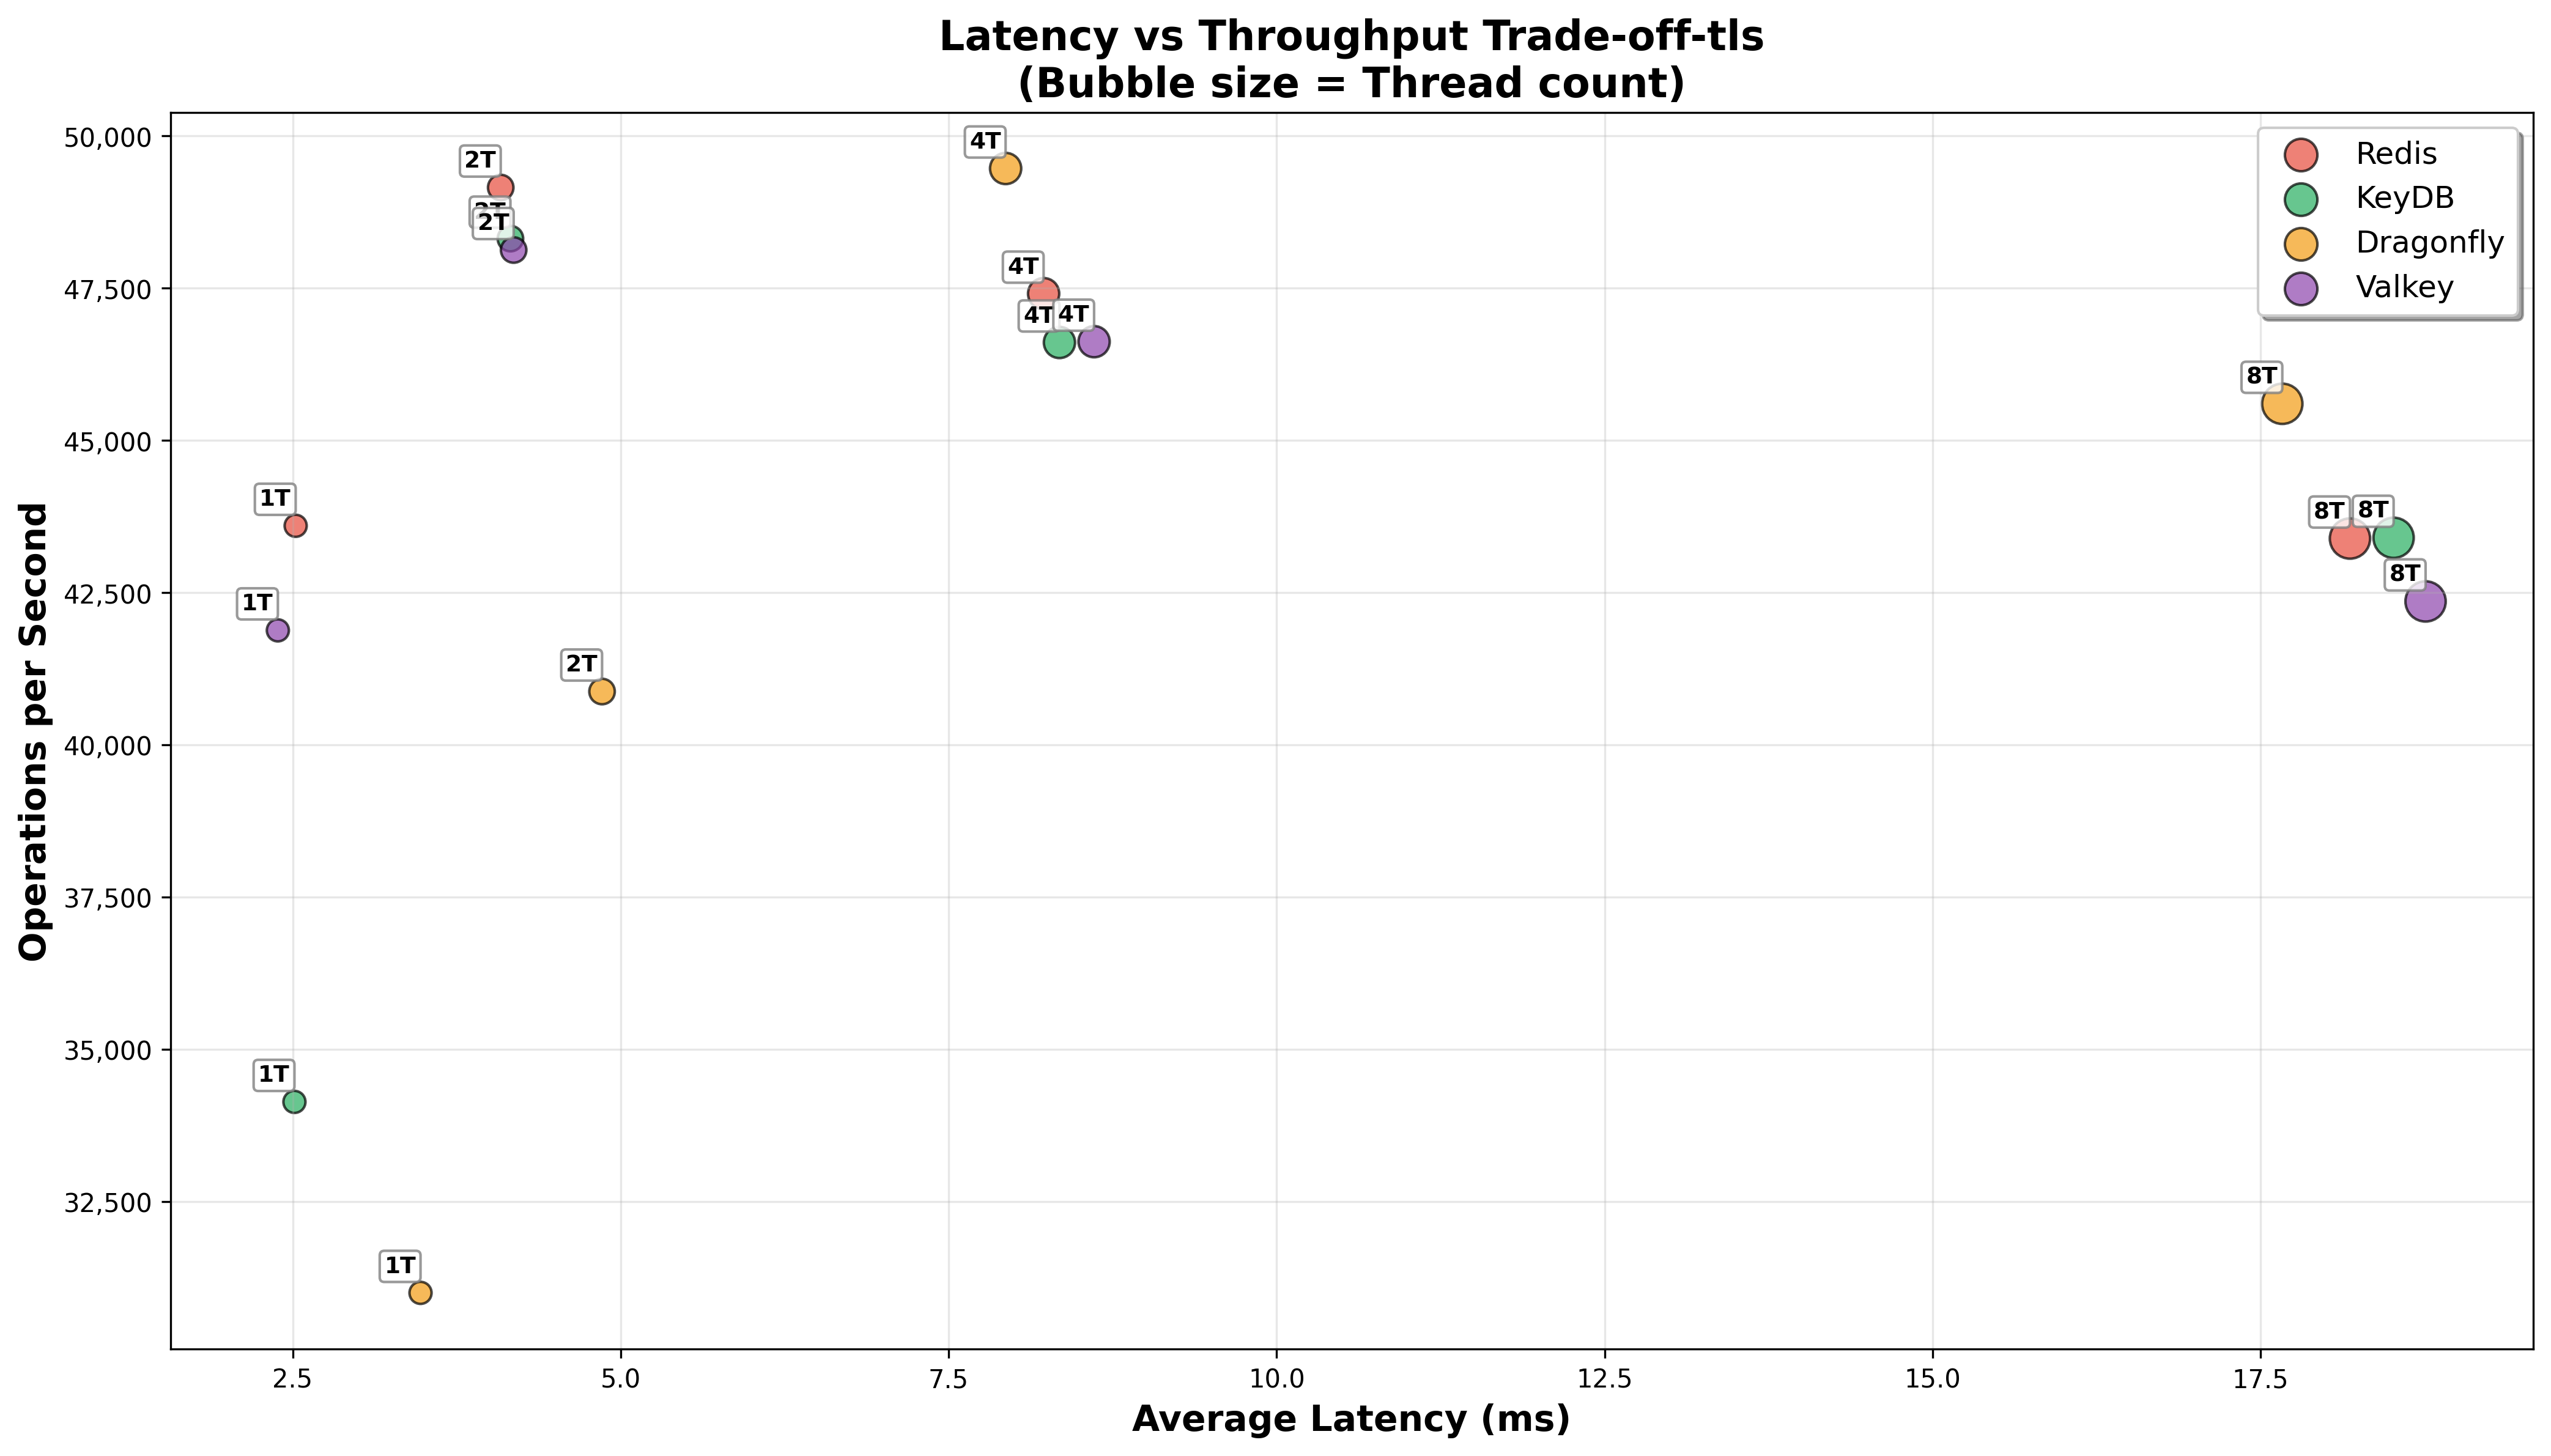 Latency vs Throughput Trade-off-tls
(Bubble size = Thread count)
50,000
47,500
45,000
42,500
40,000
37,500
35,000
32,500
Operations per Second
2T
2T
2T
4T
4T
4T
4T
1T
1T
2T
1T
1T
8T
8T
8T
8T
Redis
KeyDB
Dragonfly
Valkey
2.5
5.0
7.5
10.0
12.5
15.0
17.5
Average Latency (ms)